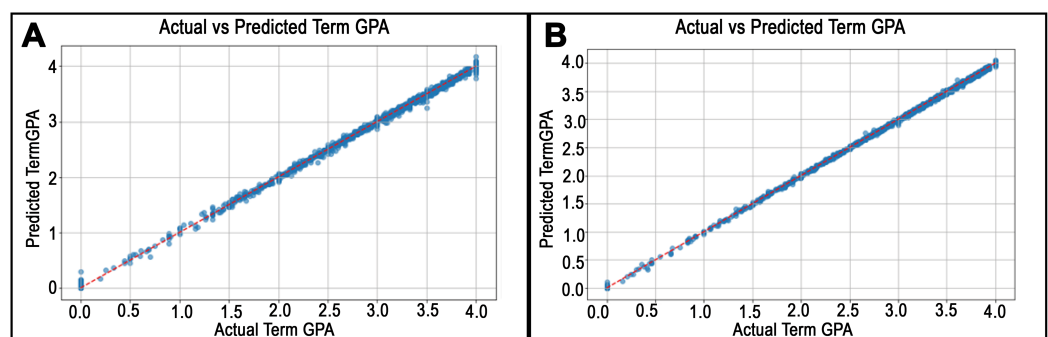 A
Actual vs Predicted Term GPA
Predicted TermGPA
4
3
2
1
0
0.0 0.5 1.0 1.5 2.0 2.5 3.0 3.5 4.0
Actual Term GPA
B
Actual vs Predicted Term GPA
Predicted TermGPA
4.0
3.5
3.0
2.5
2.0
1.5
1.0
0.5
0.0
0.0 0.5 1.0 1.5 2.0 2.5 3.0 3.5 4.0
Actual Term GPA